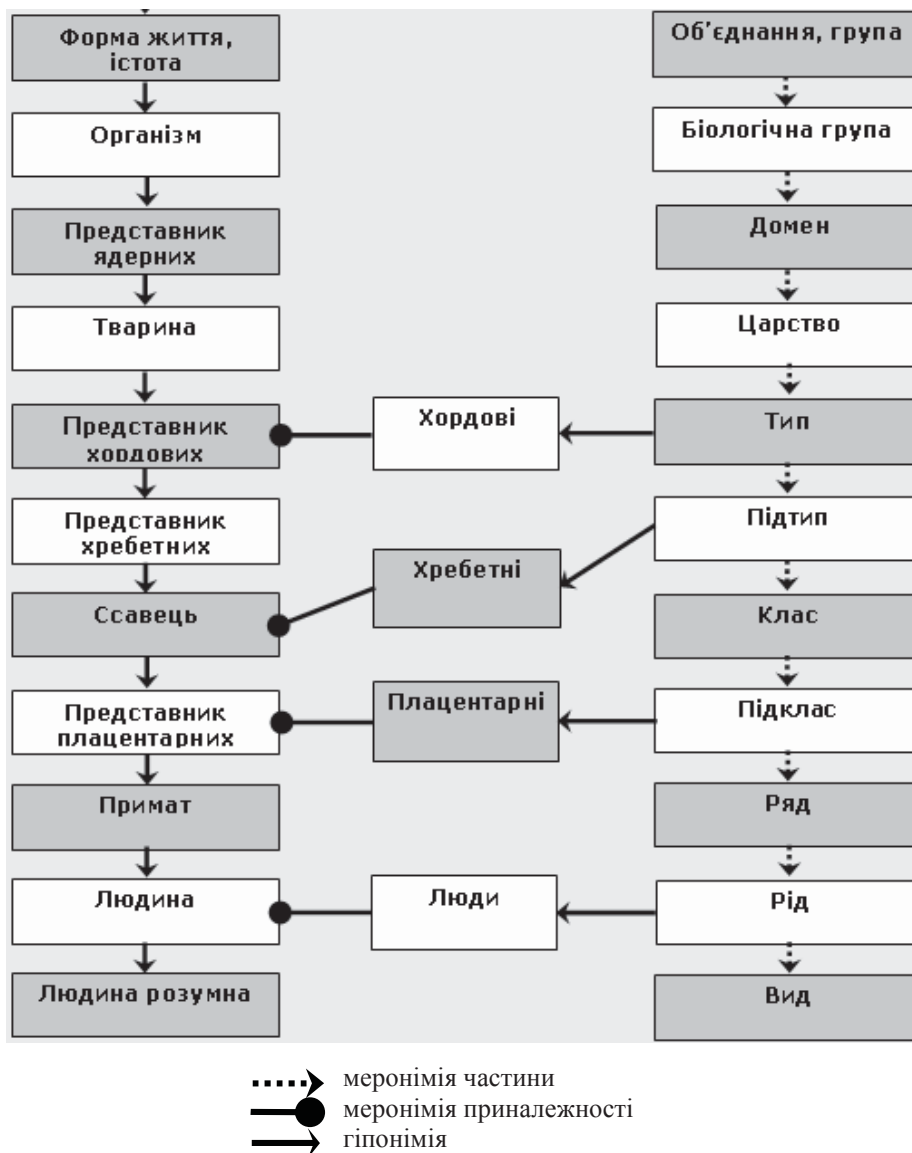 Форма життя,
істота
Організм
Представник
ядерних
Тварина
Представник
хордових
Представник
хребетних
Ссавець
Представник
плацентарних
Примат
Людина
Людина розумна
Хордові
Хребетні
Плацентарні
Люди
Об’єднання, група
Біологічна група
Домен
Царство
Тип
Підтип
Клас
Підклас
Ряд
Рід
Вид
меронімія частини
меронімія приналежності
гіпонімія